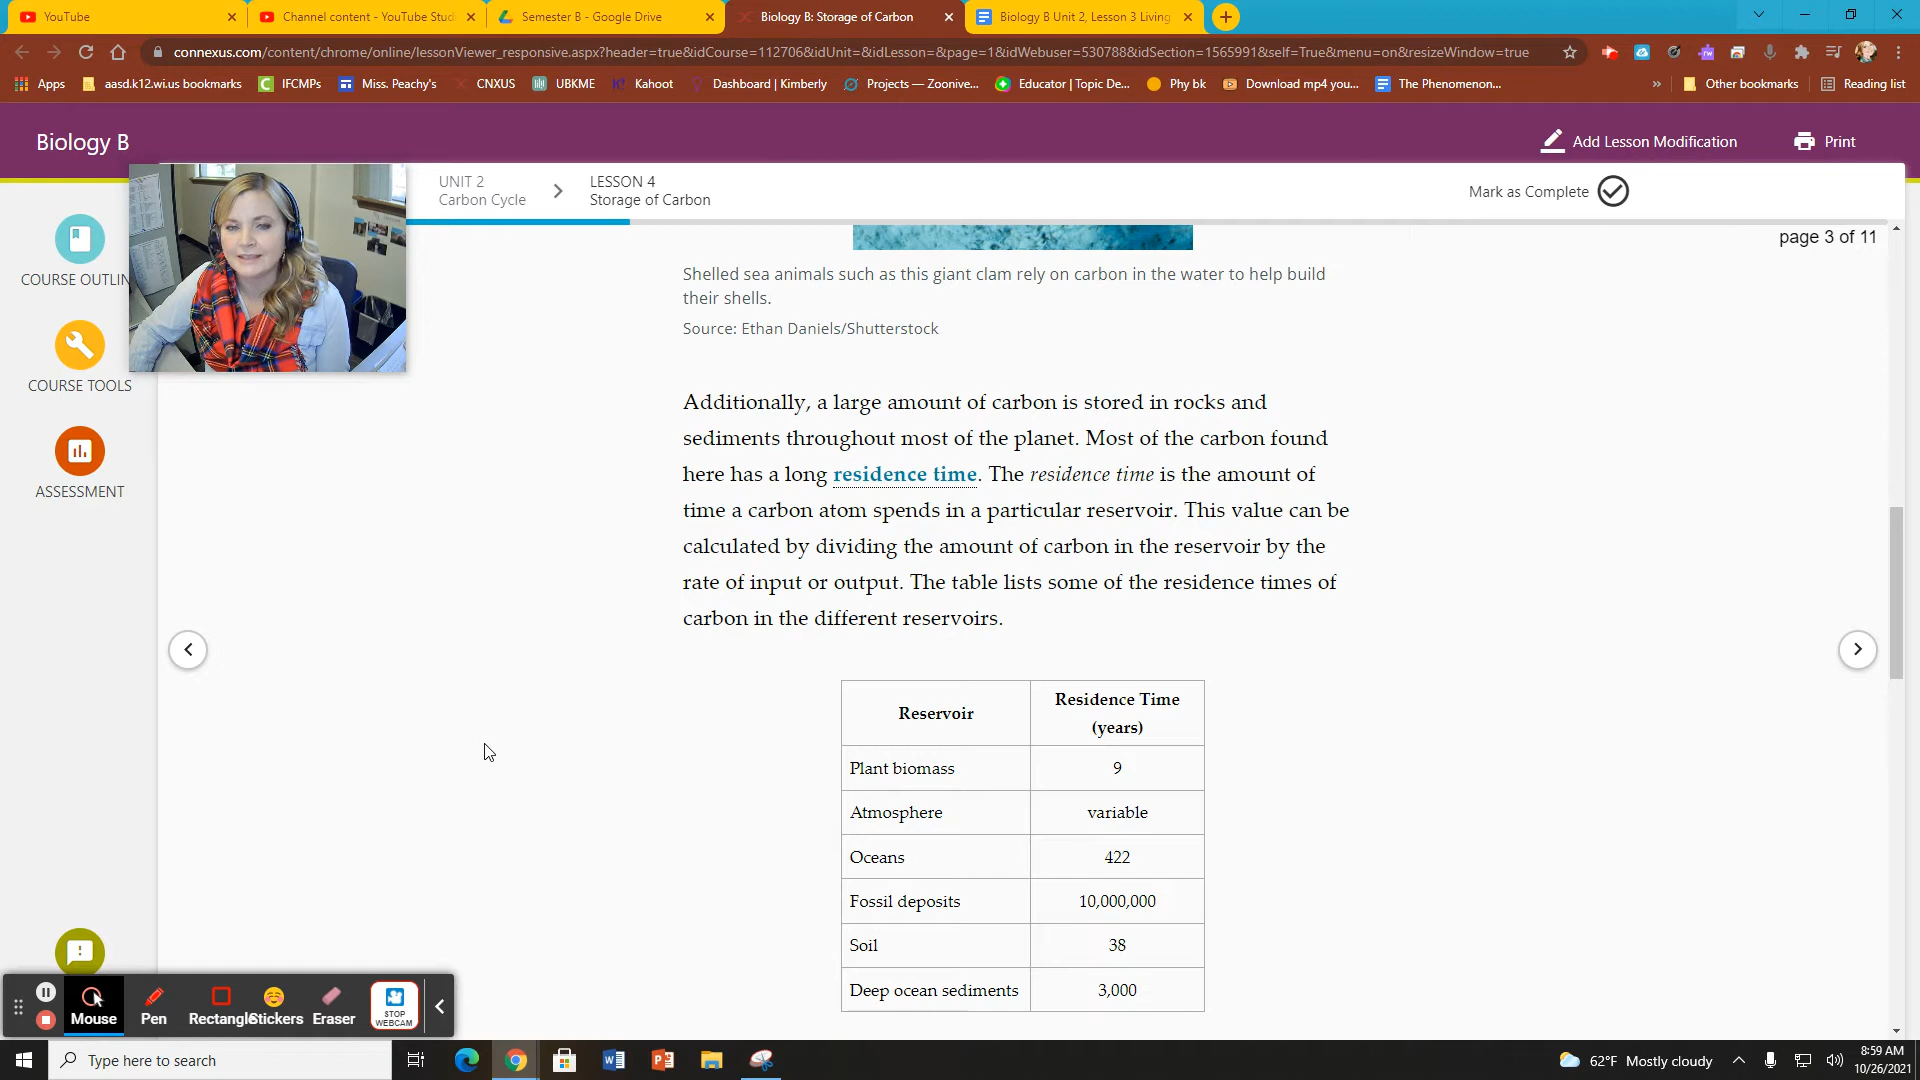 YouTube
Channel content - YouTube Stud
Semester B - Google Drive
Biology B: Storage of Carbon
Biology B Unit 2, Lesson 3 Living
connexus.com/content/chrome/online/lessonViewer_responsive.aspx?header=true&idCourse=112706&idUnit=&idLesson=&page=1&idWebuser=530788&idSection=1565991&self=True&menu=on&resizeWindow=true
Apps
aasd.k12.wi.us bookmarks
IFCMPs
Miss. Peachy's
CNXUS
UBKME
Kahoot
Dashboard | Kimberly
Projects — Zoonive...
Educator | Topic De...
Phy bk
Download mp4 you...
The Phenomenon...
»
Other bookmarks
Reading list
Biology B
Add Lesson Modification
Print
UNIT 2
Carbon Cycle
LESSON 4
Storage of Carbon
Mark as Complete
page 3 of 11
COURSE OUTLIN
COURSE TOOLS
ASSESSMENT
Shelled sea animals such as this giant clam rely on carbon in the water to help build
their shells.
Source: Ethan Daniels/Shutterstock
Additionally, a large amount of carbon is stored in rocks and
sediments throughout most of the planet. Most of the carbon found
here has a long residence time. The residence time is the amount of
time a carbon atom spends in a particular reservoir. This value can be
calculated by dividing the amount of carbon in the reservoir by the
rate of input or output. The table lists some of the residence times of
carbon in the different reservoirs.
Reservoir
Residence Time
(years)
Plant biomass 9
Atmosphere variable
Oceans 422
Fossil deposits 10,000,000
Soil 38
Deep ocean sediments 3,000
Mouse
Pen
Rectangle
Stickers
Eraser
STOP
WEBCAM
Type here to search
62°F Mostly cloudy
8:59 AM
10/26/2021